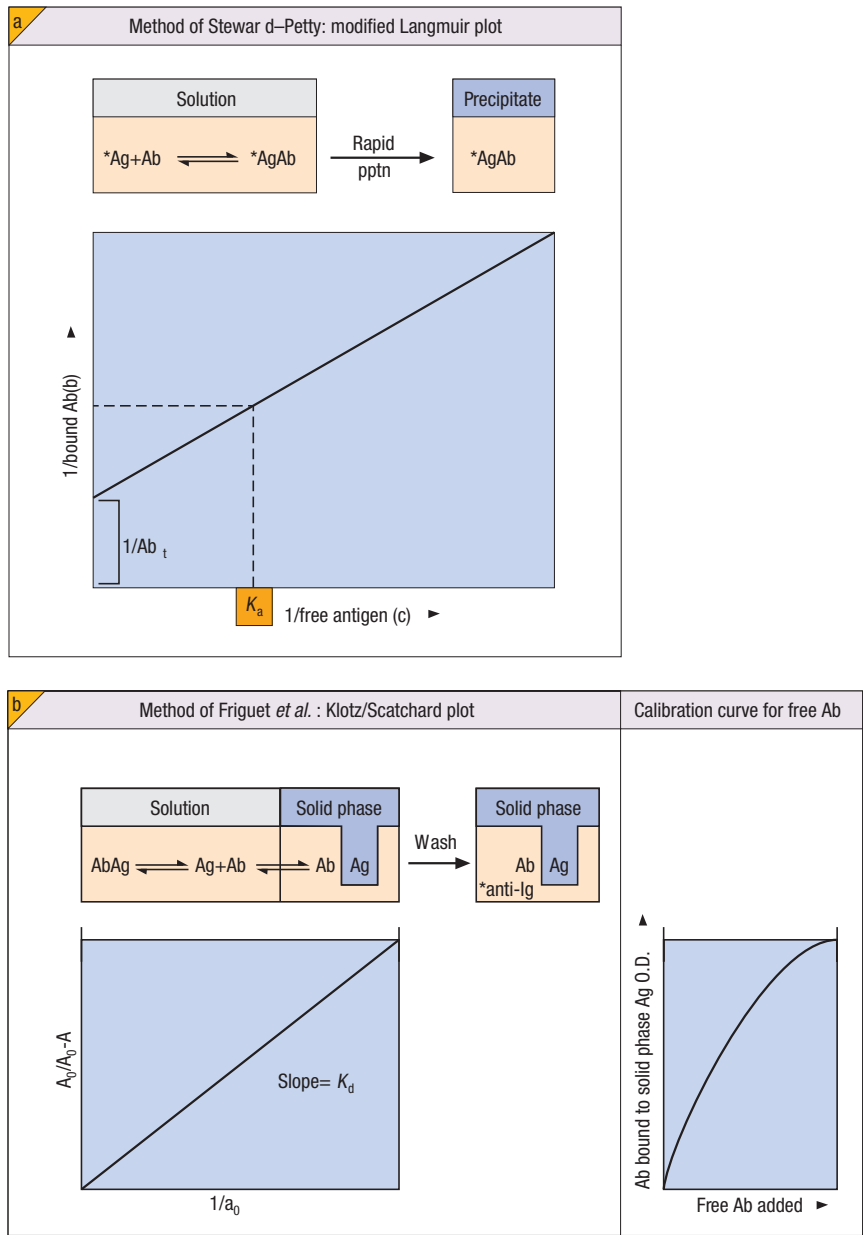 a
Method of Stewar d–Petty: modified Langmuir plot
Solution
Precipitate
*Ag+Ab ⇌ *AgAb
Rapid
pptn
*AgAb
1/bound Ab(b)
1/Ab t
Ka
1/free antigen (c)
b
Method of Friguet et al. : Klotz/Scatchard plot
Calibration curve for free Ab
Solution
Solid phase
Wash
Solid phase
AbAg ⇌ Ag+Ab ⇌ Ab Ag
Ab Ag
*anti-Ig
A0/A0-A
Slope= Kd
1/a0
Ab bound to solid phase Ag O.D.
Free Ab added